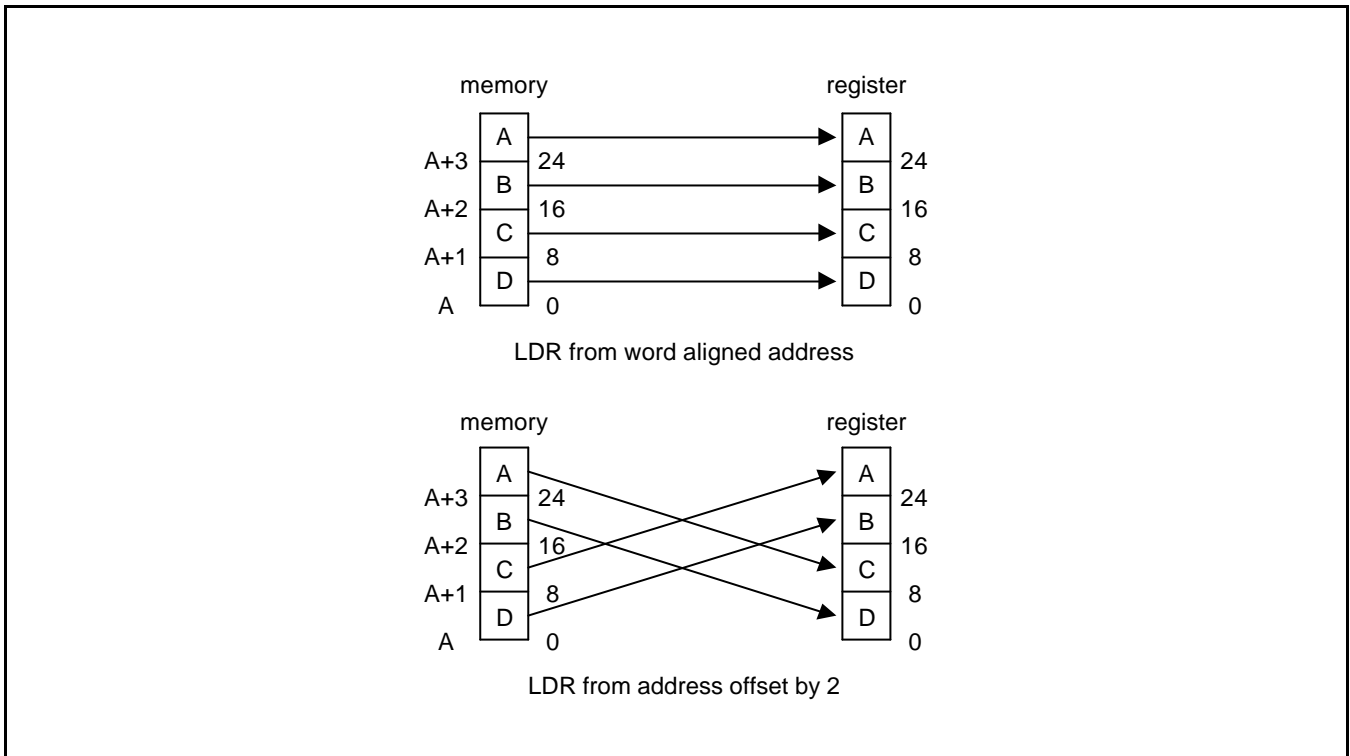 memory register
A A
A+3 24 24
B B
A+2 16 16
C C
A+1 8 8
D D
A 0 0
LDR from word aligned address
memory register
A A
A+3 24 24
B B
A+2 16 16
C C
A+1 8 8
D D
A 0 0
LDR from address offset by 2